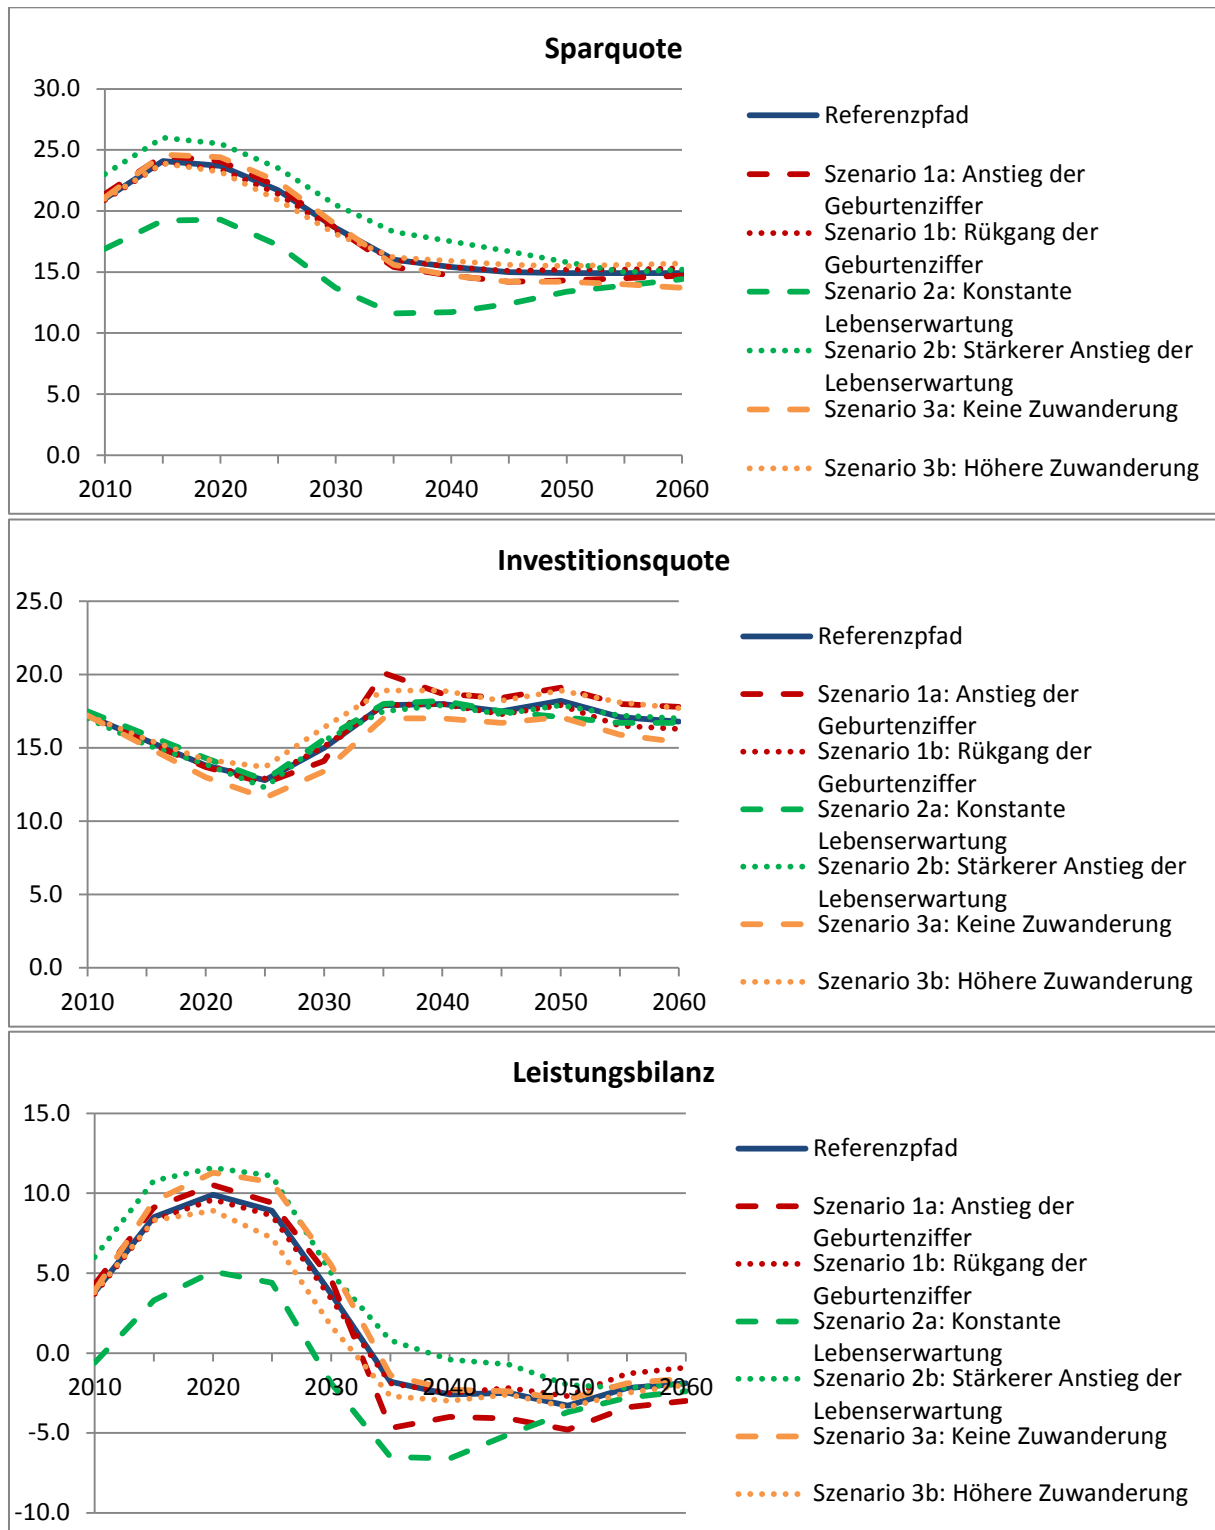 Sparquote
30.0
25.0
20.0
15.0
10.0
5.0
0.0
2010 2020 2030 2040 2050 2060
Referenzpfad
Szenario 1a: Anstieg der
Geburtenziffer
Szenario 1b: Rükgang der
Geburtenziffer
Szenario 2a: Konstante
Lebenserwartung
Szenario 2b: Stärkerer Anstieg der
Lebenserwartung
Szenario 3a: Keine Zuwanderung
Szenario 3b: Höhere Zuwanderung
Investitionsquote
25.0
20.0
15.0
10.0
5.0
0.0
2010 2020 2030 2040 2050 2060
Referenzpfad
Szenario 1a: Anstieg der
Geburtenziffer
Szenario 1b: Rükgang der
Geburtenziffer
Szenario 2a: Konstante
Lebenserwartung
Szenario 2b: Stärkerer Anstieg der
Lebenserwartung
Szenario 3a: Keine Zuwanderung
Szenario 3b: Höhere Zuwanderung
Leistungsbilanz
15.0
10.0
5.0
0.0
2010 2020 2030 2040 2050 2060
-5.0
-10.0
Referenzpfad
Szenario 1a: Anstieg der
Geburtenziffer
Szenario 1b: Rükgang der
Geburtenziffer
Szenario 2a: Konstante
Lebenserwartung
Szenario 2b: Stärkerer Anstieg der
Lebenserwartung
Szenario 3a: Keine Zuwanderung
Szenario 3b: Höhere Zuwanderung